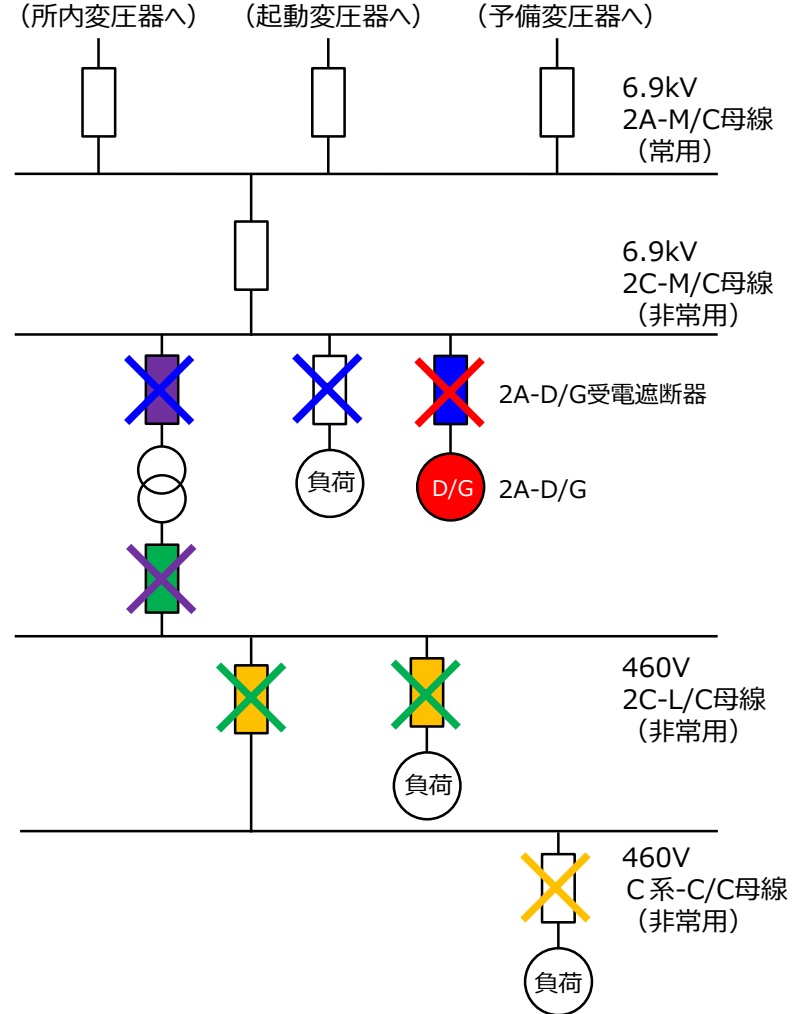 （所内変圧器へ）
（起動変圧器へ）
（予備変圧器へ）
6.9kV
2A-M/C母線
（常用）
6.9kV
2C-M/C母線
（非常用）
2A-D/G受電遮断器
負荷
D/G
2A-D/G
460V
2C-L/C母線
（非常用）
負荷
460V
Ｃ系-C/C母線
（非常用）
負荷